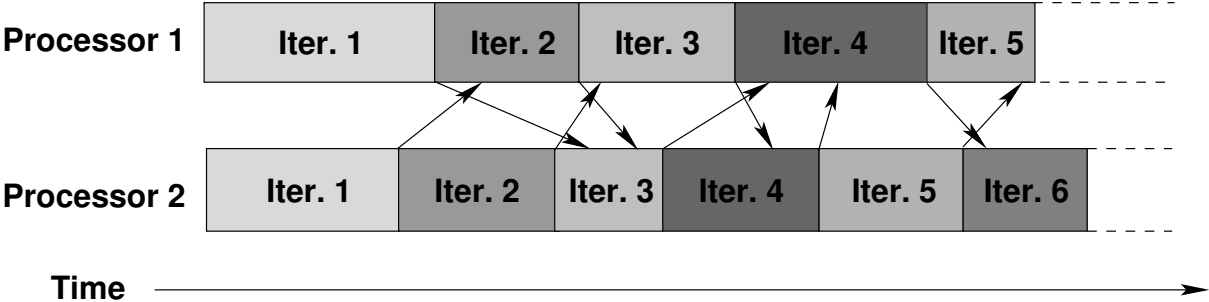 Processor 1 Iter. 1 Iter. 2 Iter. 3 Iter. 4 Iter. 5
Processor 2 Iter. 1 Iter. 2 Iter. 3 Iter. 4 Iter. 5 Iter. 6
Time